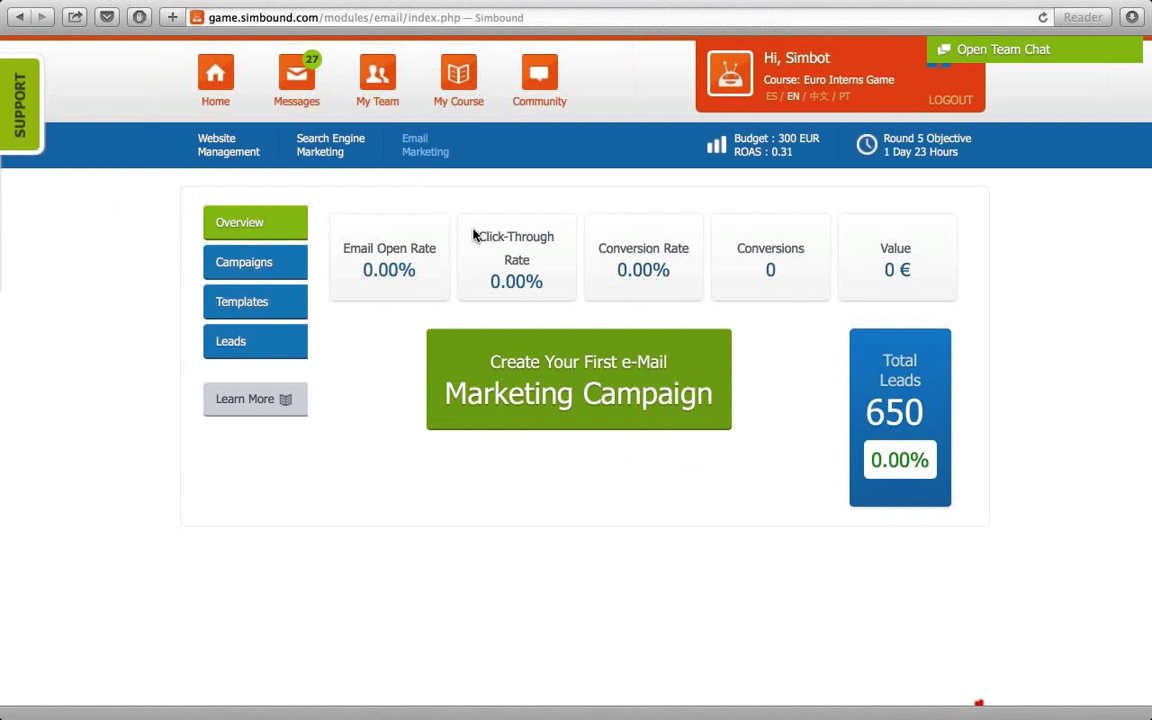 game.simbound.com/modules/email/index.php — Simbound
Reader
Open Team Chat
SUPPORT
27
Home
Messages
My Team
My Course
Community
Hi, Simbot
Course: Euro Interns Game
ES / EN / 中文 / PT
LOGOUT
Website
Management
Search Engine
Marketing
Email
Marketing
Budget : 300 EUR
ROAS : 0.31
Round 5 Objective
1 Day 23 Hours
Overview
Campaigns
Templates
Leads
Learn More
Email Open Rate
0.00%
Click-Through
Rate
0.00%
Conversion Rate
0.00%
Conversions
0
Value
0 €
Create Your First e-Mail
Marketing Campaign
Total
Leads
650
0.00%